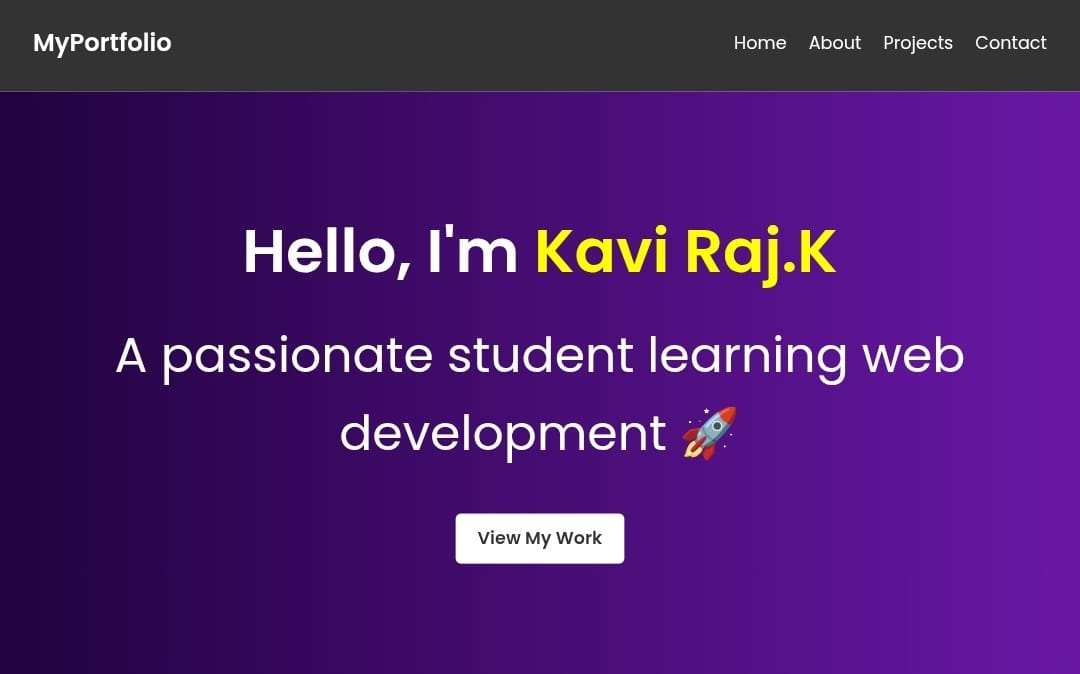 MyPortfolio
Home About Projects Contact
Hello, I'm Kavi Raj.K
A passionate student learning web
development 🚀
View My Work